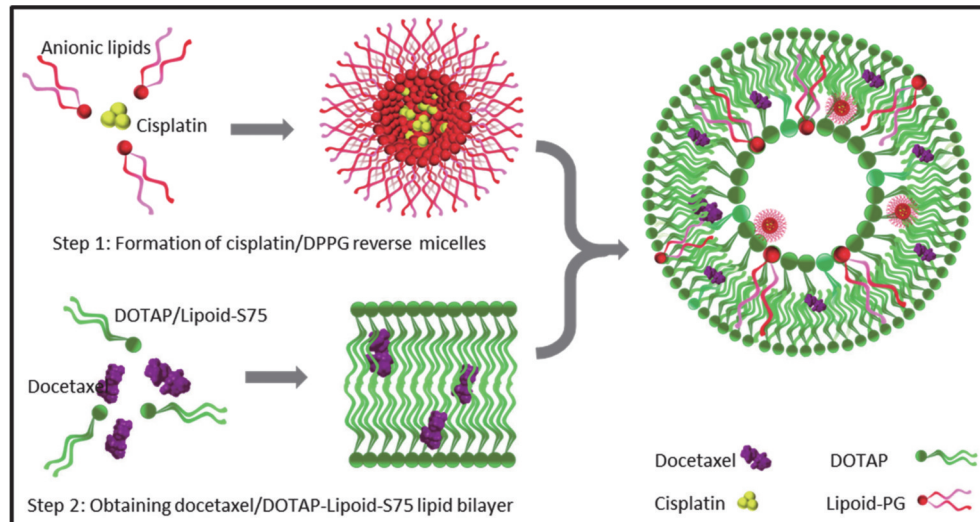 Anionic lipids
Cisplatin
Step 1: Formation of cisplatin/DPPG reverse micelles
DOTAP/Lipoid-S75
Docetaxel
Step 2: Obtaining docetaxel/DOTAP-Lipoid-S75 lipid bilayer
Docetaxel
DOTAP
Cisplatin
Lipoid-PG